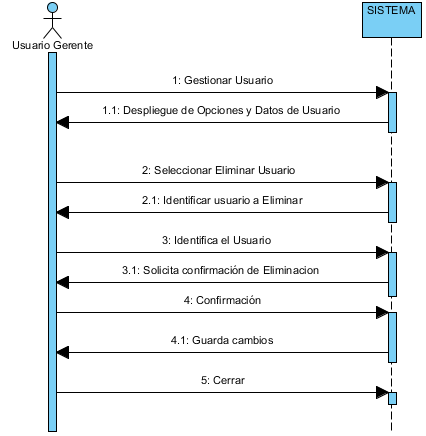 SISTEMA
Usuario Gerente
1: Gestionar Usuario
1.1: Despliegue de Opciones y Datos de Usuario
2: Seleccionar Eliminar Usuario
2.1: Identificar usuario a Eliminar
3: Identifica el Usuario
3.1: Solicita confirmación de Eliminacion
4: Confirmación
4.1: Guarda cambios
5: Cerrar